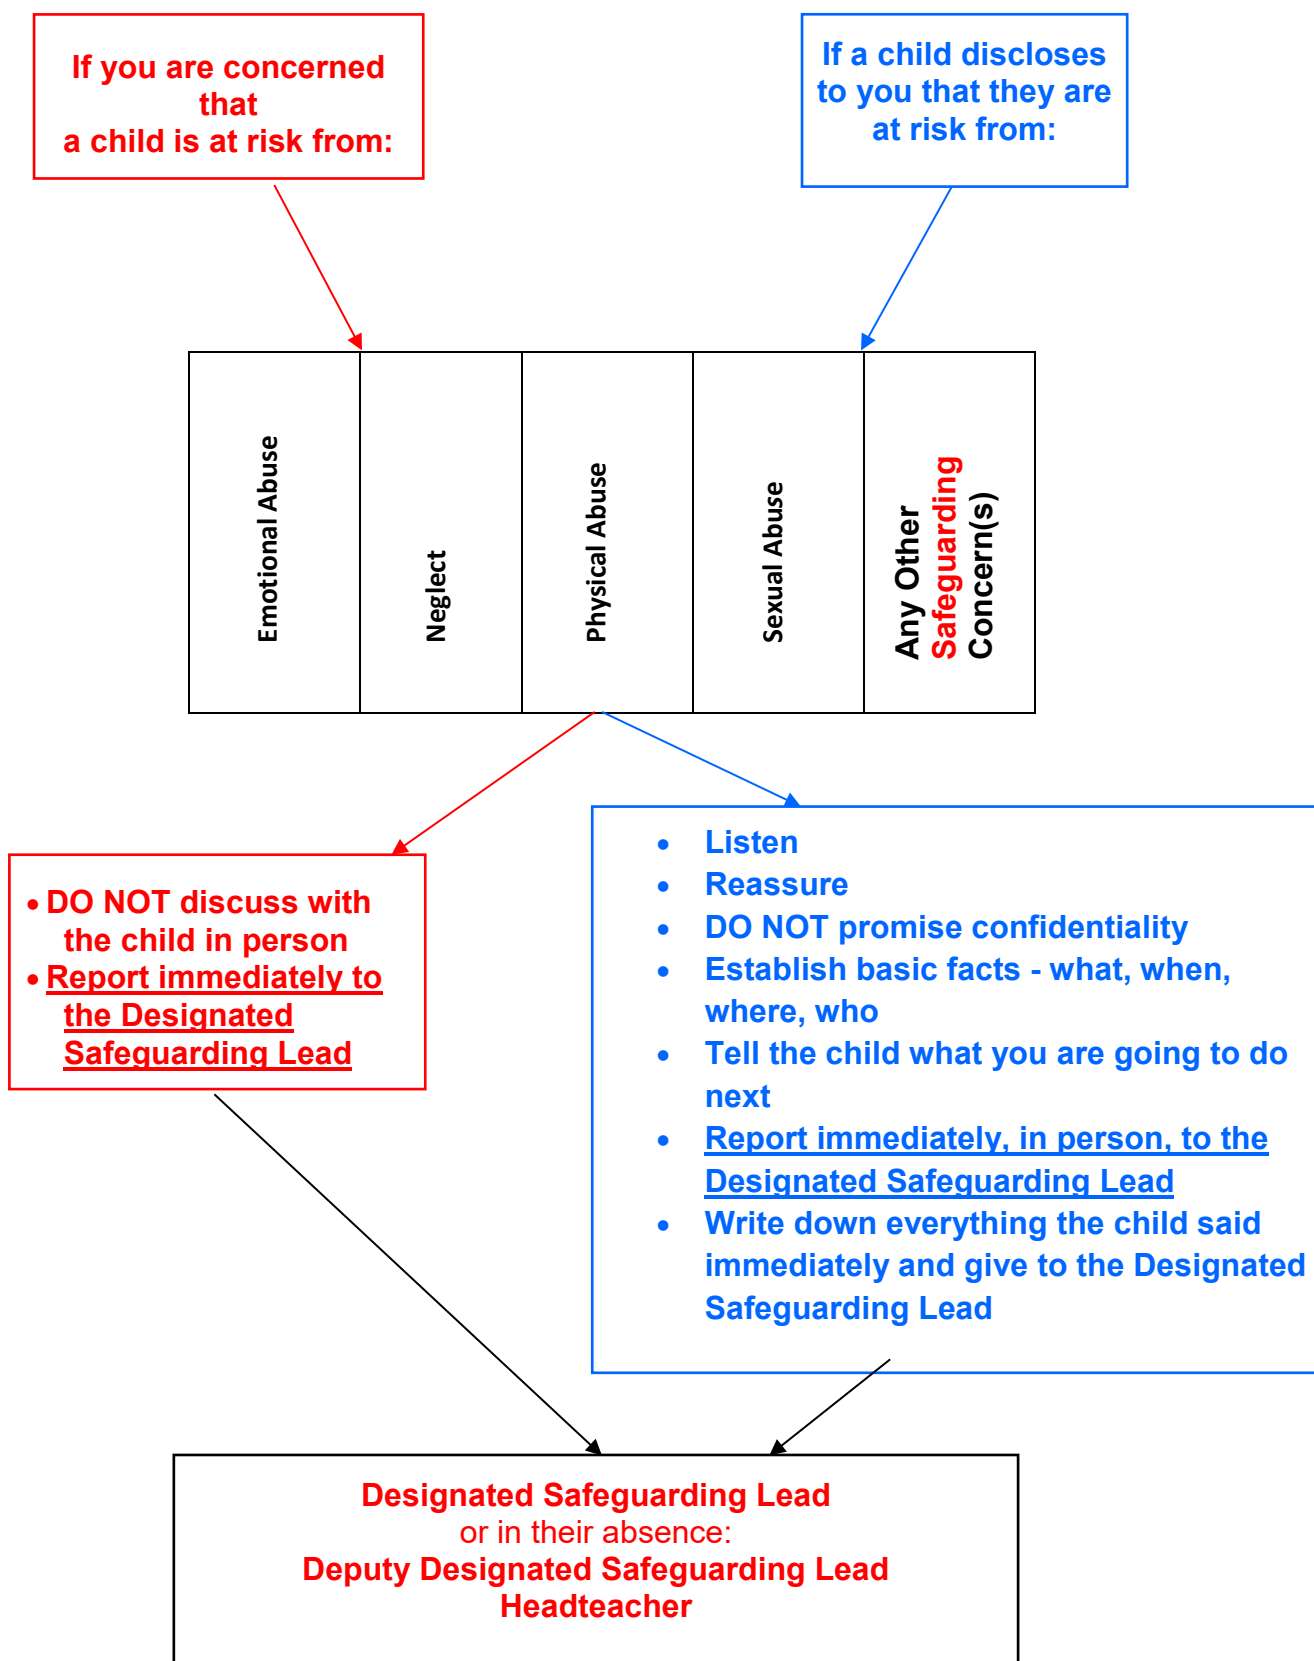 If you are concerned
that
a child is at risk from:
If a child discloses
to you that they are
at risk from:
Emotional Abuse
Neglect
Physical Abuse
Sexual Abuse
Any Other
Safeguarding
Concern(s)
• DO NOT discuss with
the child in person
• Report immediately to
the Designated
Safeguarding Lead
• Listen
• Reassure
• DO NOT promise confidentiality
• Establish basic facts - what, when,
where, who
• Tell the child what you are going to do
next
• Report immediately, in person, to the
Designated Safeguarding Lead
• Write down everything the child said
immediately and give to the Designated
Safeguarding Lead
Designated Safeguarding Lead
or in their absence:
Deputy Designated Safeguarding Lead
Headteacher